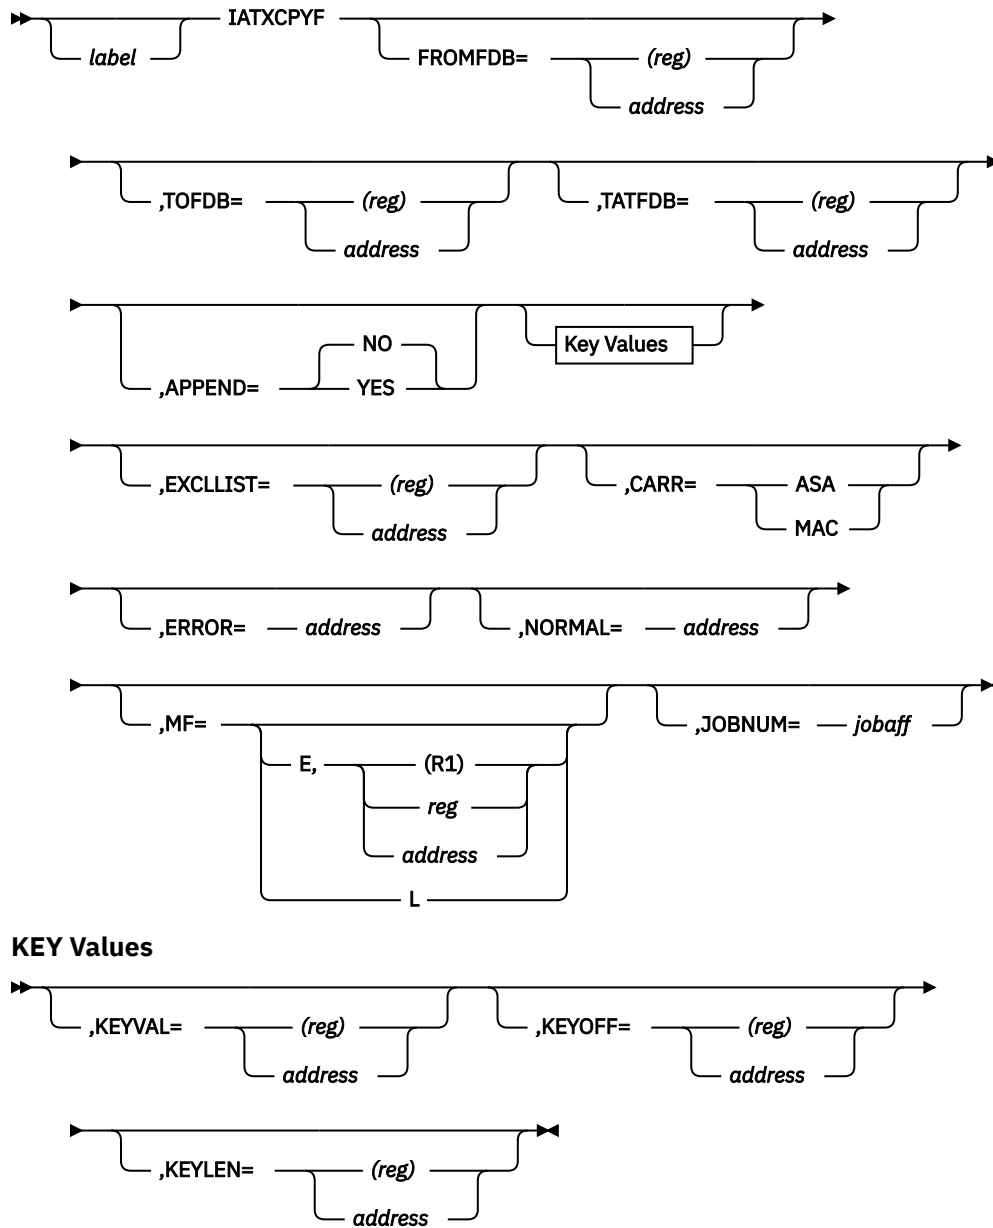 IATXCPYF
label
FROMFDB= (reg)
address
,TOFDB= (reg) ,TATFDB= (reg)
address address
NO
,APPEND= YES
Key Values
,EXCLLIST= (reg) ,CARR= ASA
address MAC
,ERROR= address ,NORMAL= address
,MF= ,JOBNUM= jobaff
E, (R1)
reg
address
L
KEY Values
,KEYVAL= (reg) ,KEYOFF= (reg)
address address
,KEYLEN= (reg)
address